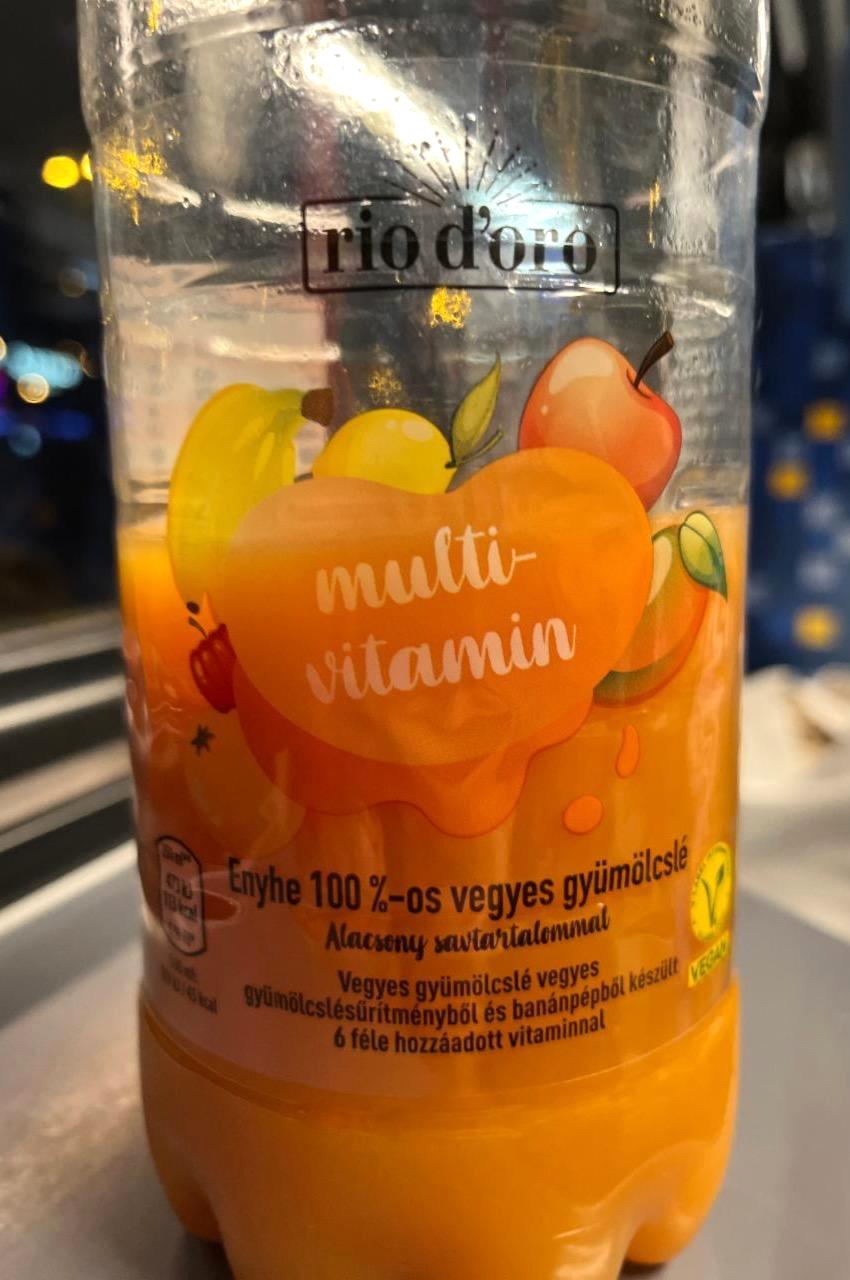 rio d'oro
multi-
vitamin
Enyhe 100 %-os vegyes gyümölcslé
Alacsony savtartalommal
Vegyes gyümölcslé vegyes
gyümölcslésűrítményből és banánpépből készült
6 féle hozzáadott vitaminnal
VEGAN